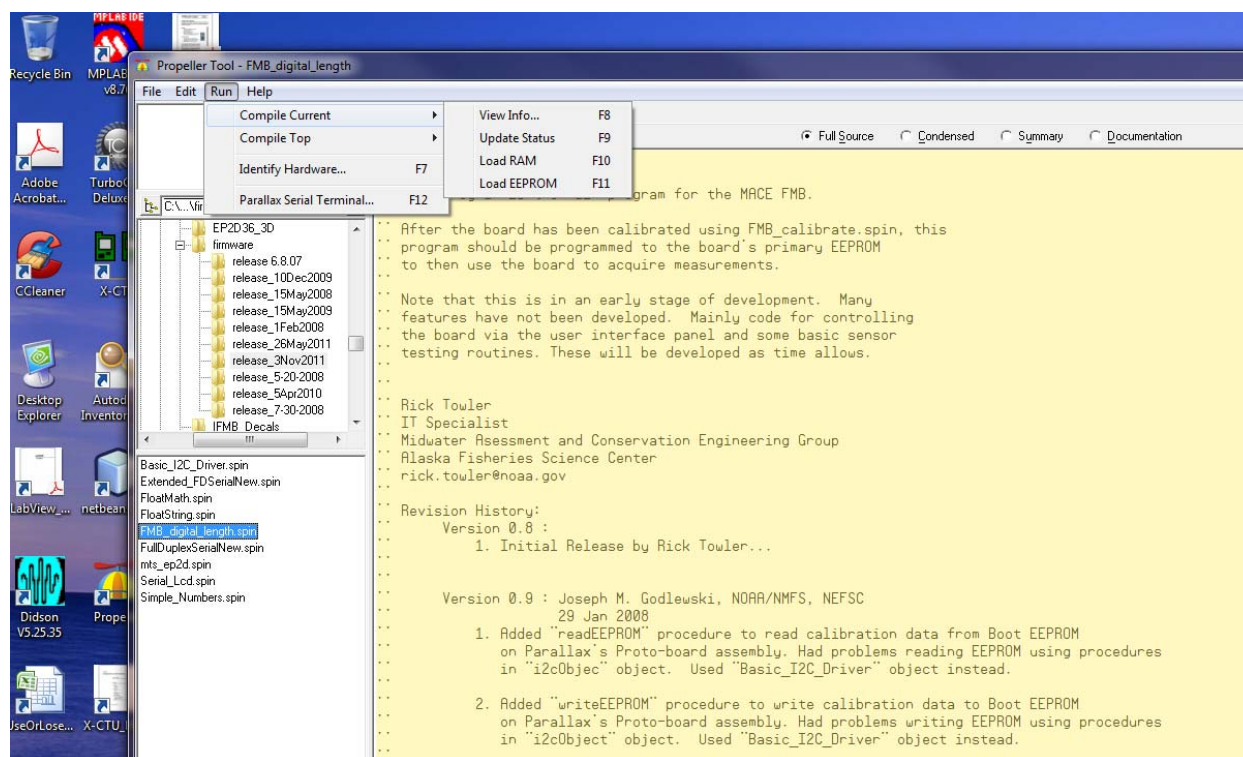 MPLAB IDE
Recycle Bin
MPLAB
v8.7
Adobe
Acrobat...
Turbo
Deluxe
CCleaner
X-CT
Desktop
Explorer
Autod
Inventor
LabView_...
netbean
Didson
V5.25.35
Prope
UseOrLose...
X-CTU_
Propeller Tool - FMB_digital_length
File Edit Run Help
Compile Current
Compile Top
Identify Hardware... F7
Parallax Serial Terminal... F12
View Info... F8
Update Status F9
Load RAM F10
Load EEPROM F11
Full Source Condensed Summary Documentation
C:\...\fir
EP2D36_3D
firmware
release 6.8.07
release_10Dec2009
release_15May2008
release_15May2009
release_1Feb2008
release_26May2011
release_3Nov2011
release_5-20-2008
release_5Apr2010
release_7-30-2008
IFMB Decals
Basic_I2C_Driver.spin
Extended_FDSerialNew.spin
FloatMath.spin
FloatString.spin
FMB_digital_length.spin
FullDuplexSerialNew.spin
mts_ep2d.spin
Serial_Lcd.spin
Simple_Numbers.spin
program for the MACE FMB.
After the board has been calibrated using FMB_calibrate.spin, this
program should be programmed to the board's primary EEPROM
to then use the board to acquire measurements.
Note that this is in an early stage of development. Many
features have not been developed. Mainly code for controlling
the board via the user interface panel and some basic sensor
testing routines. These will be developed as time allows.
Rick Towler
IT Specialist
Midwater Asessment and Conservation Engineering Group
Alaska Fisheries Science Center
rick.towler@noaa.gov
Revision History:
Version 0.8 :
1. Initial Release by Rick Towler...
Version 0.9 : Joseph M. Godlewski, NOAA/NMFS, NEFSC
29 Jan 2008
1. Added "readEEPROM" procedure to read calibration data from Boot EEPROM
on Parallax's Proto-board assembly. Had problems reading EEPROM using procedures
in "i2cObjec" object. Used "Basic_I2C_Driver" object instead.
2. Added "writeEEPROM" procedure to write calibration data to Boot EEPROM
on Parallax's Proto-board assembly. Had problems writing EEPROM using procedures
in "i2cObject" object. Used "Basic_I2C_Driver" object instead.